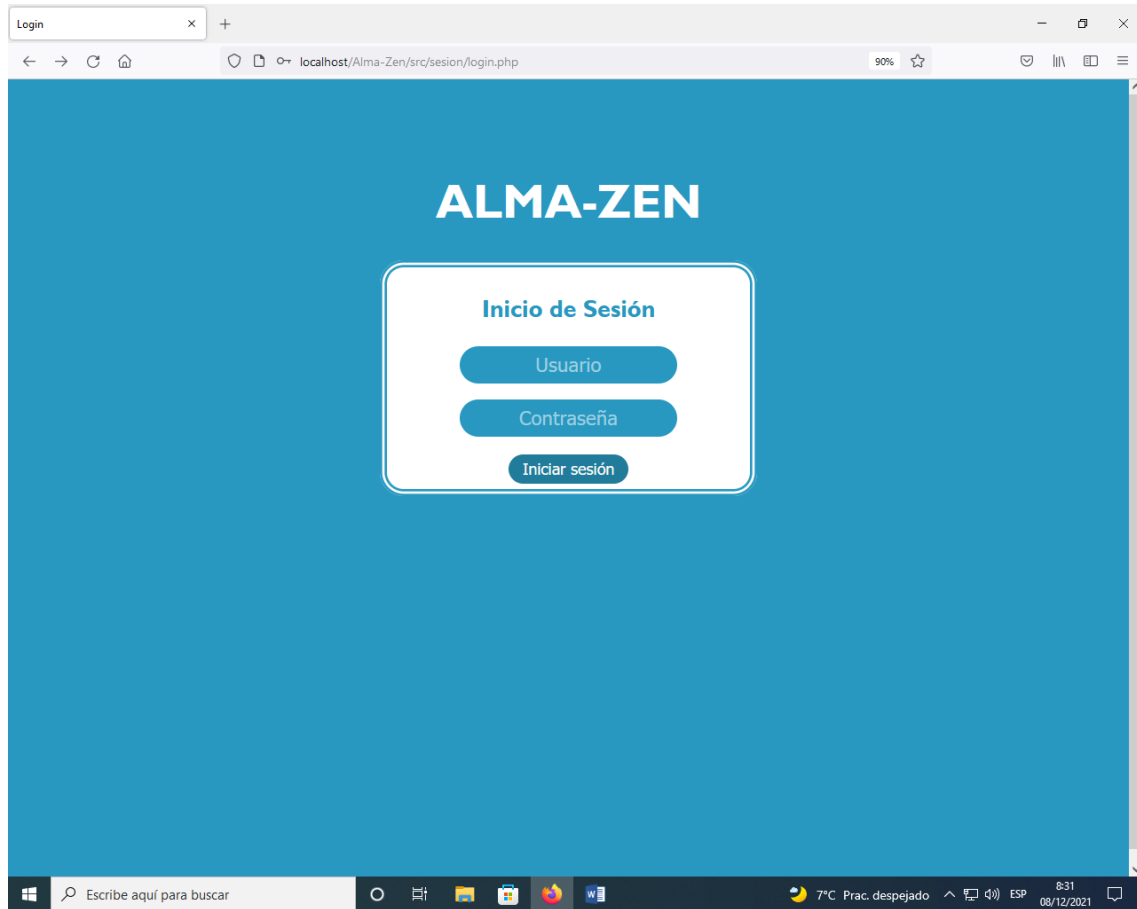 Login
localhost/Alma-Zen/src/sesion/login.php
90%
ALMA-ZEN
Inicio de Sesión
Usuario
Contraseña
Iniciar sesión
Escribe aquí para buscar
7°C Prac. despejado
ESP
8:31
08/12/2021